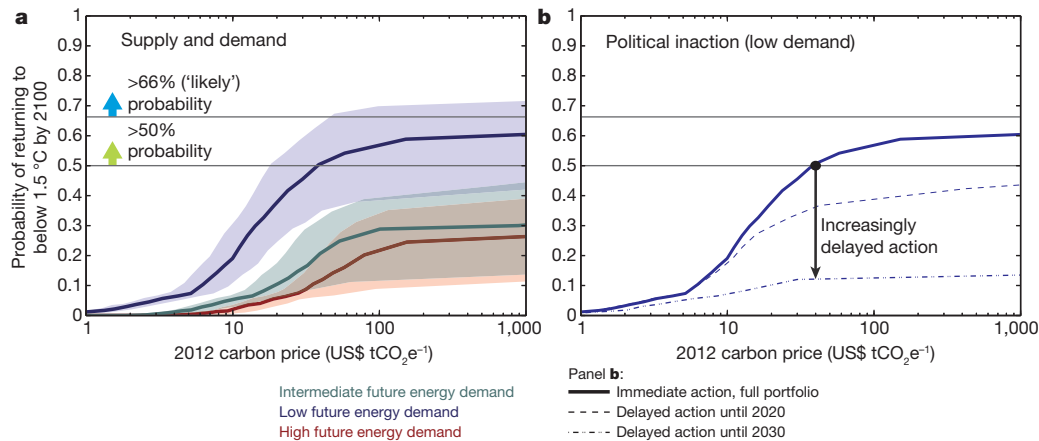 a
Supply and demand
>66% ('likely')
probability
>50%
probability
Probability of returning to
below 1.5 °C by 2100
1
0.9
0.8
0.7
0.6
0.5
0.4
0.3
0.2
0.1
0
1
10
100
1,000
2012 carbon price (US$ tCO₂e⁻¹)
Intermediate future energy demand
Low future energy demand
High future energy demand
b
Political inaction (low demand)
Increasingly
delayed action
1
0.9
0.8
0.7
0.6
0.5
0.4
0.3
0.2
0.1
0
1
10
100
1,000
2012 carbon price (US$ tCO₂e⁻¹)
Panel b:
Immediate action, full portfolio
Delayed action until 2020
Delayed action until 2030